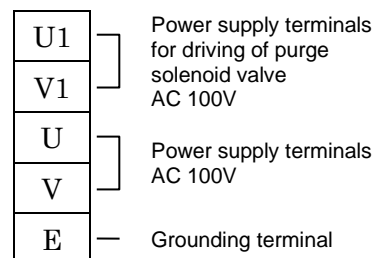 U1
V1
U
V
E
Power supply terminals
for driving of purge
solenoid valve
AC 100V
Power supply terminals
AC 100V
Grounding terminal